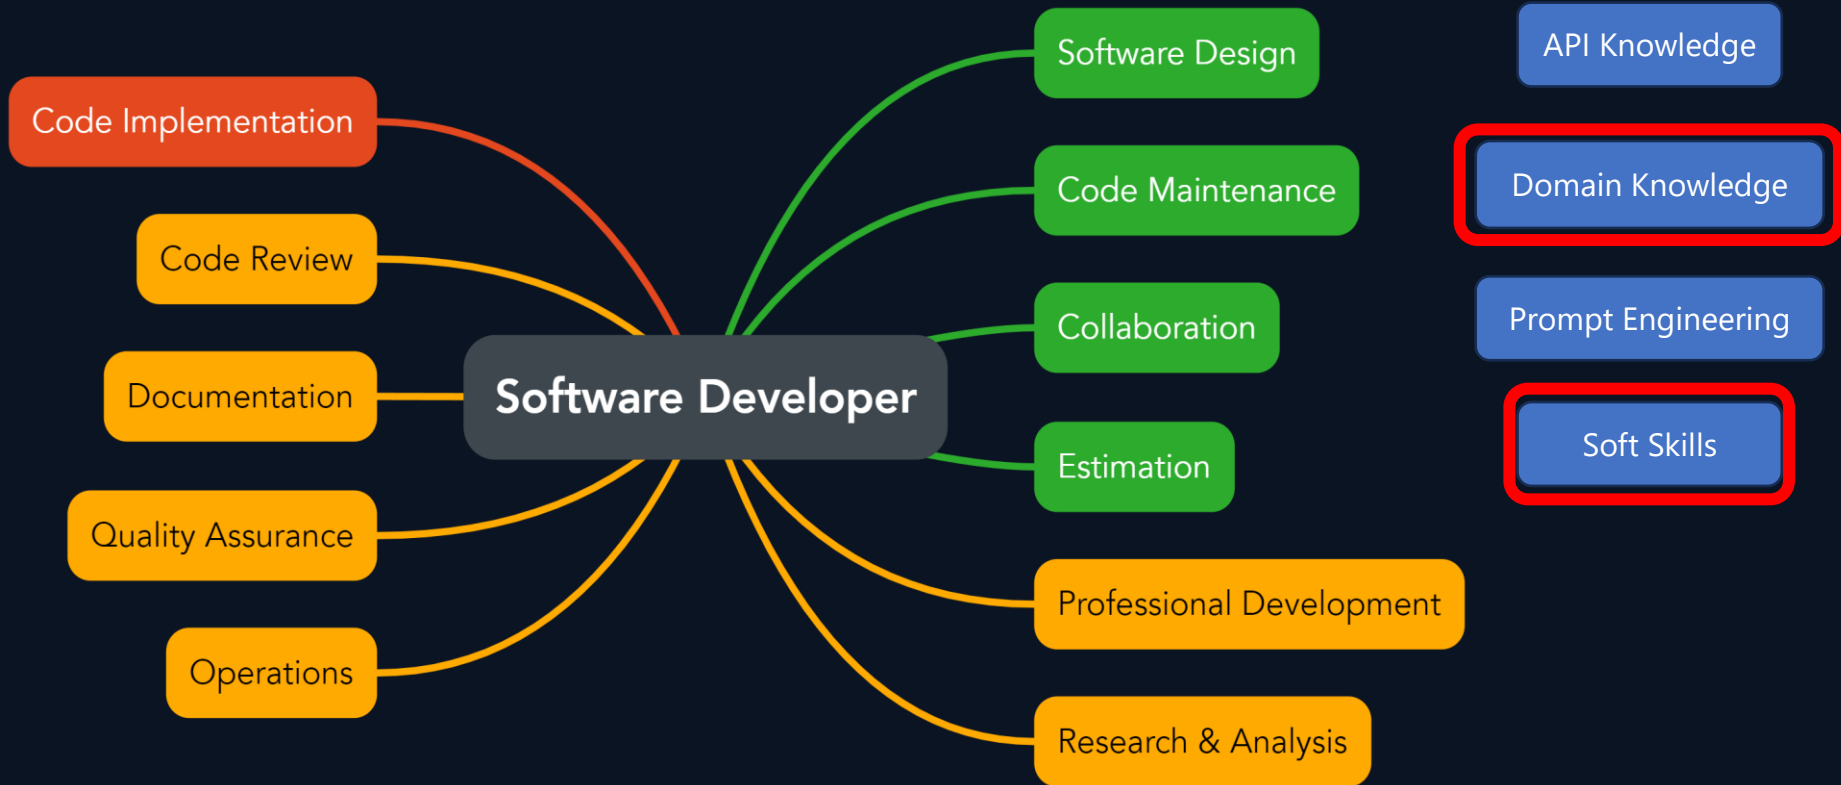 Software Design
API Knowledge
Code Implementation
Code Maintenance
Domain Knowledge
Code Review
Collaboration
Prompt Engineering
Documentation
Software Developer
Estimation
Soft Skills
Quality Assurance
Professional Development
Operations
Research & Analysis